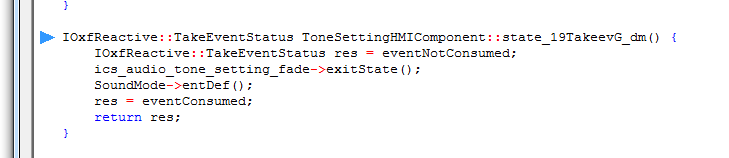 }
IOxfReactive::TakeEventStatus ToneSettingHMIComponent::state_19TakeevG_dm() {
    IOxfReactive::TakeEventStatus res = eventNotConsumed;
    ics_audio_tone_setting_fade->exitState();
    SoundMode->entDef();
    res = eventConsumed;
    return res;
}